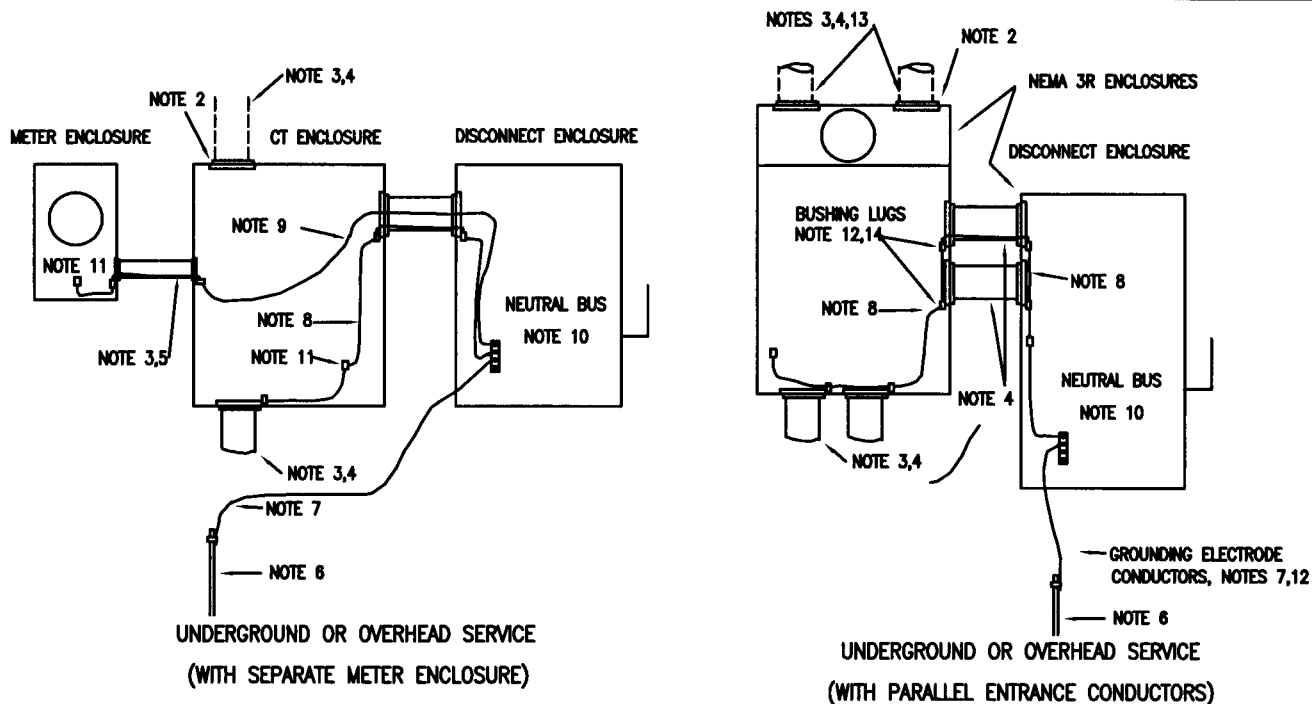 NOTE 3,4
NOTE 2
METER ENCLOSURE
CT ENCLOSURE
DISCONNECT ENCLOSURE
NOTE 9
NOTE 11
NOTE 8
NEUTRAL BUS
NOTE 10
NOTE 3,5
NOTE 11
NOTE 3,4
NOTE 7
NOTE 6
UNDERGROUND OR OVERHEAD SERVICE
(WITH SEPARATE METER ENCLOSURE)
NOTES 3,4,13
NOTE 2
NEMA 3R ENCLOSURES
DISCONNECT ENCLOSURE
BUSHING LUGS
NOTE 12,14
NOTE 8
NOTE 8
NOTE 4
NEUTRAL BUS
NOTE 10
NOTE 3,4
GROUNDING ELECTRODE
CONDUCTORS, NOTES 7,12
NOTE 6
UNDERGROUND OR OVERHEAD SERVICE
(WITH PARALLEL ENTRANCE CONDUCTORS)